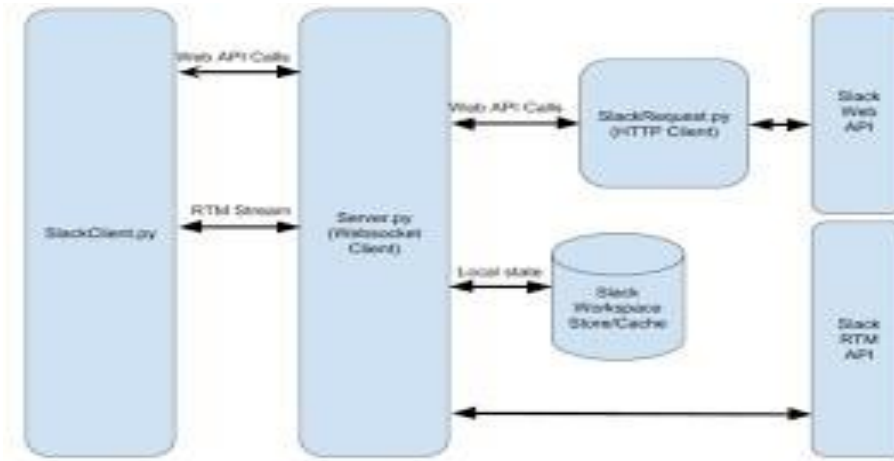 Web API Calls
RTM Stream
SlackClient.py
Server.py
(Websocket
Client)
Web API Calls
SlackRequest.py
(HTTP Client)
Slack
Web
API
Local state
Slack
Workspace
Store/Cache
Slack
RTM
API